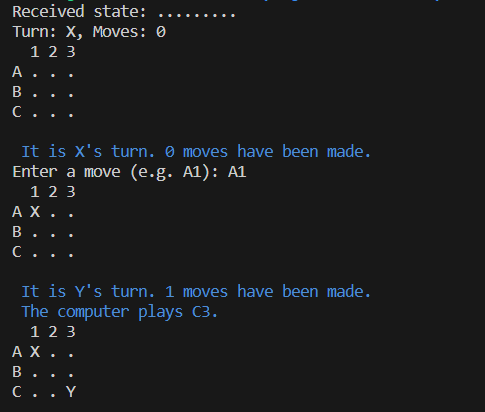 Received state: .........
Turn: X, Moves: 0
  1 2 3
A . . .
B . . .
C . . .

 It is X's turn. 0 moves have been made.
Enter a move (e.g. A1): A1
  1 2 3
A X . .
B . . .
C . . .

 It is Y's turn. 1 moves have been made.
 The computer plays C3.
  1 2 3
A X . .
B . . .
C . . Y